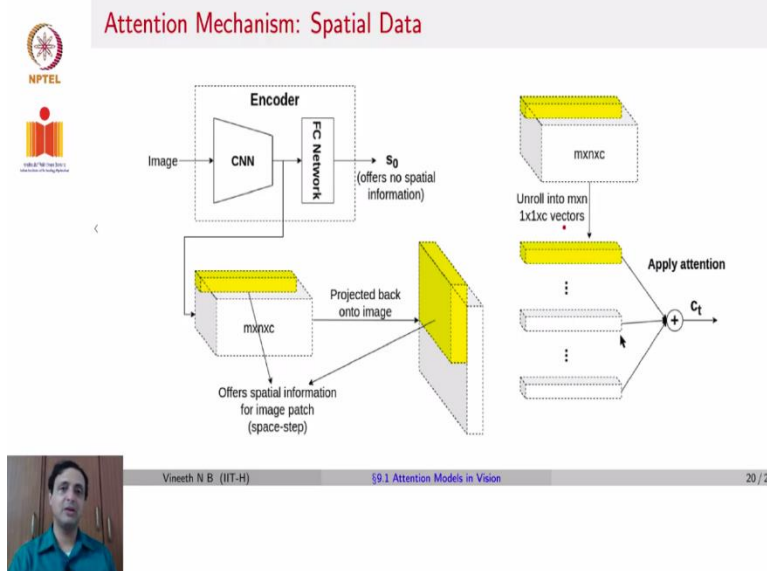 Attention Mechanism: Spatial Data
NPTEL
Encoder
Image
CNN
FC Network
s₀
(offers no spatial
information)
mxnxc
Projected back
onto image
Offers spatial information
for image patch
(space-step)
mxnxc
Unroll into mxn
1x1xc vectors
Apply attention
cₜ
+
Vineeth N B (IIT-H)
§9.1 Attention Models in Vision
20 / 2